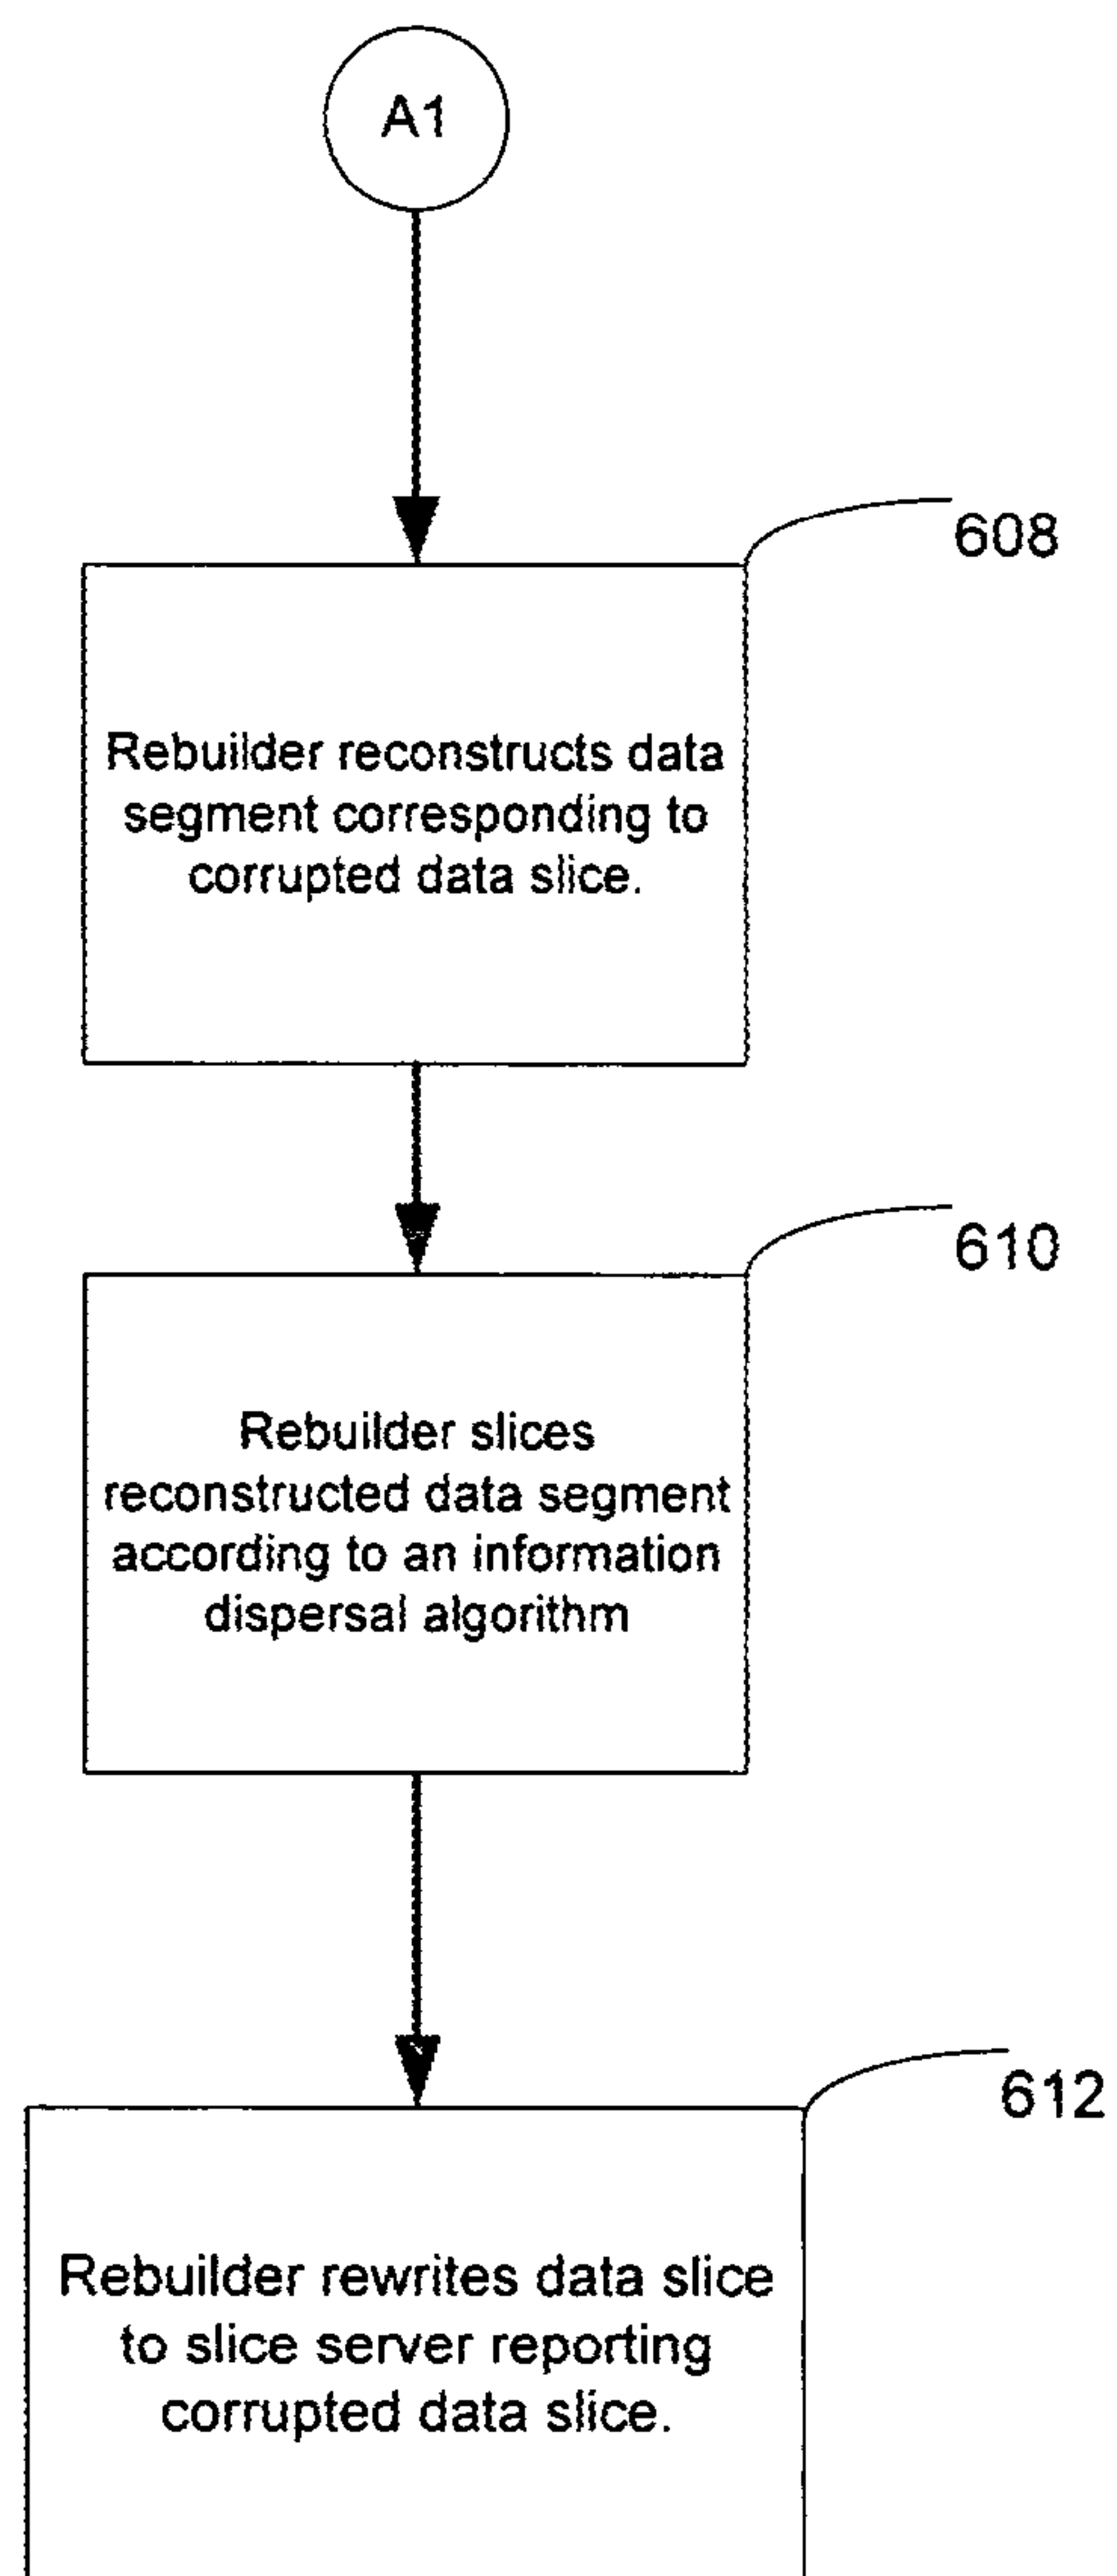 A1
608
Rebuilder reconstructs data
segment corresponding to
corrupted data slice.
610
Rebuilder slices
reconstructed data segment
according to an information
dispersal algorithm
612
Rebuilder rewrites data slice
to slice server reporting
corrupted data slice.